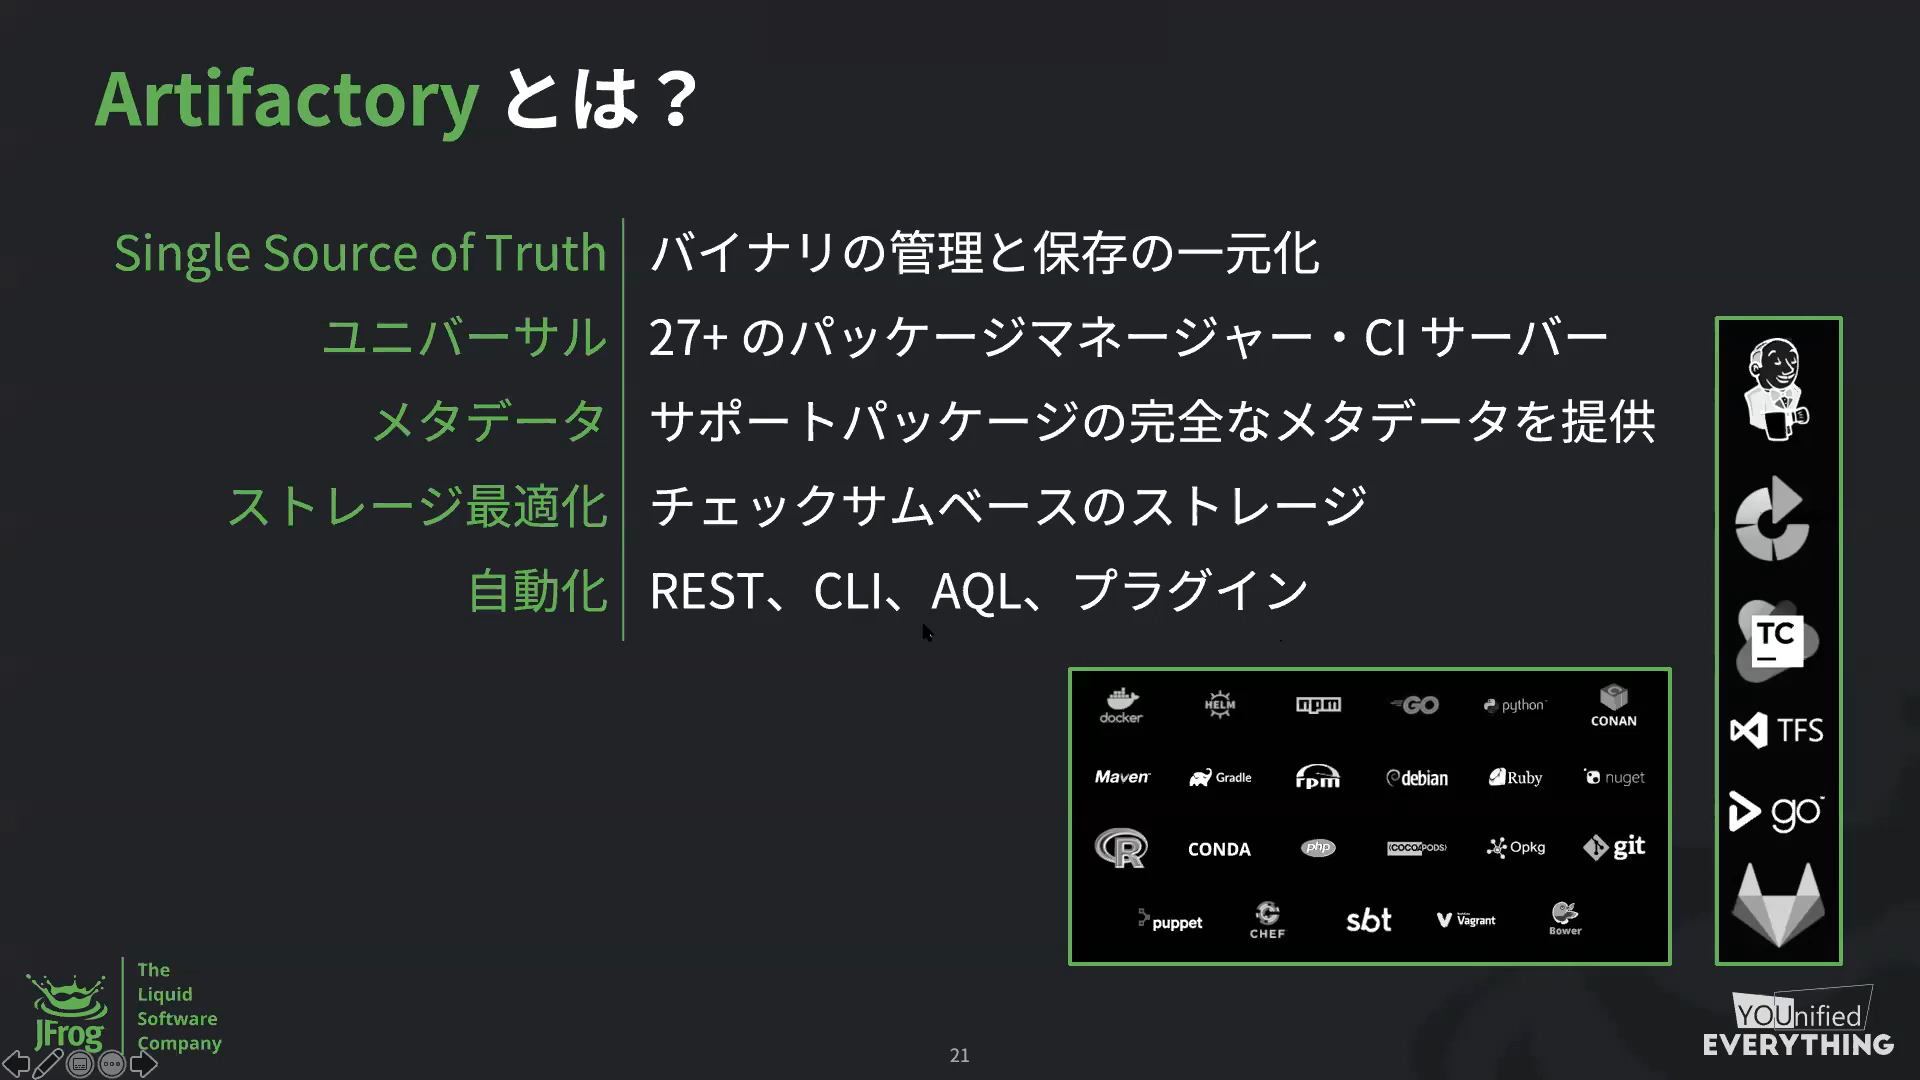 Artifactory とは？
Single Source of Truth バイナリの管理と保存の一元化
ユニバーサル 27+ のパッケージマネージャー・CI サーバー
メタデータ サポートパッケージの完全なメタデータを提供
ストレージ最適化 チェックサムベースのストレージ
自動化 REST、CLI、AQL、プラグイン
TC
TFS
go
docker HELM npm GO python CONAN
Maven Gradle rpm debian Ruby nuget
R CONDA php COCOAPODS Opkg git
puppet CHEF sbt Vagrant Bower
JFrog
The
Liquid
Software
Company
21
YOUnified
EVERYTHING